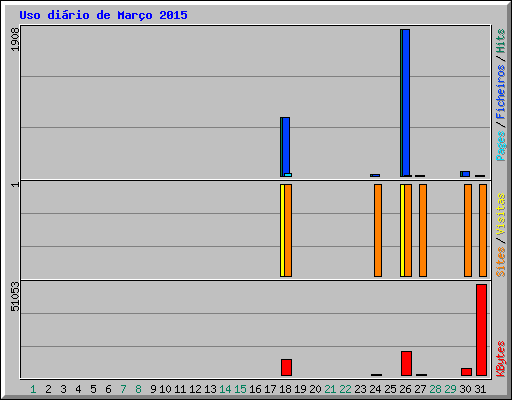 Uso diário de Março 2015
1908
1
51053
Pages / Ficheiros / Hits
Sites / Visitas
KBytes
1 2 3 4 5 6 7 8 9 10 11 12 13 14 15 16 17 18 19 20 21 22 23 24 25 26 27 28 29 30 31